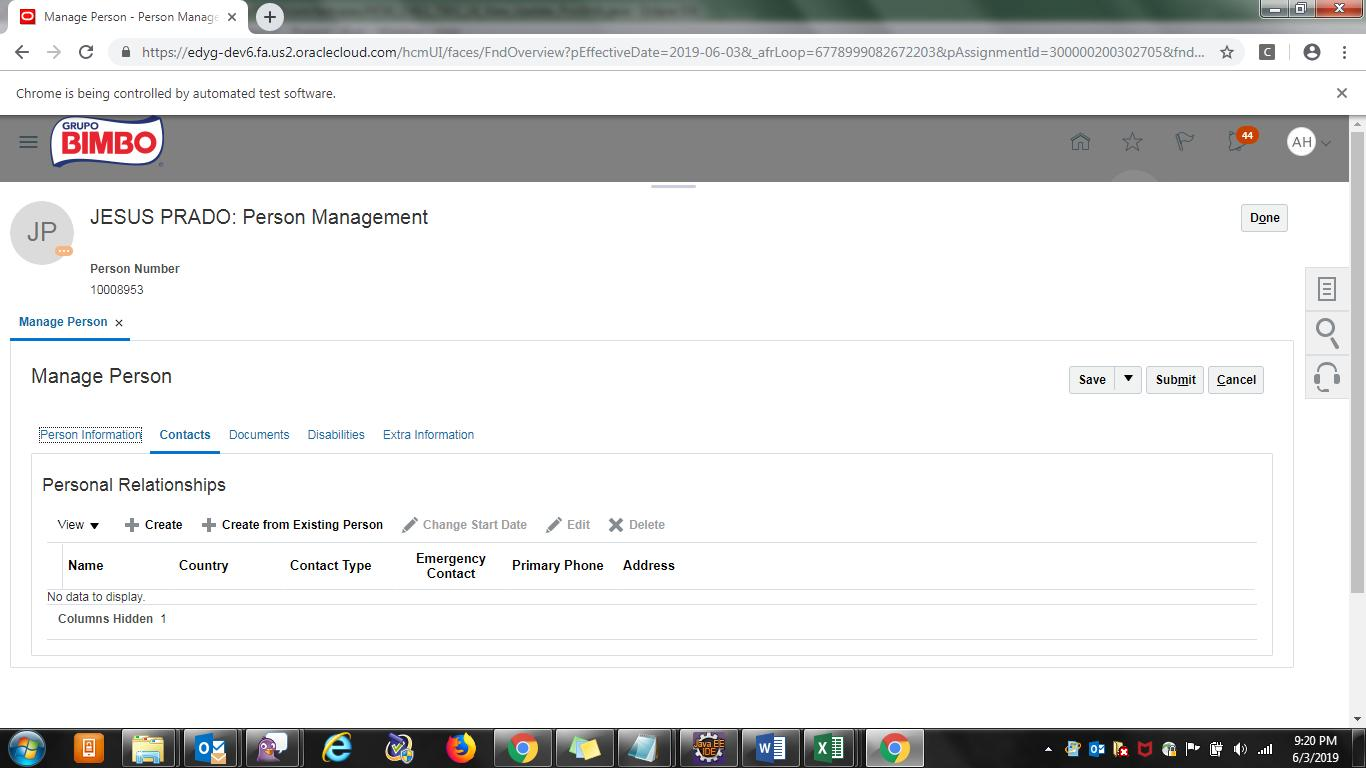 Manage Person - Person Manage
https://edyg-dev6.fa.us2.oraclecloud.com/hcmUI/faces/FndOverview?pEffectiveDate=2019-06-03&_afrLoop=6778999082672203&pAssignmentId=300000200302705&fnd...
C
Chrome is being controlled by automated test software.
GRUPO
BIMBO
44
AH
JP
JESUS PRADO: Person Management
Done
Person Number
10008953
Manage Person
Manage Person
Save
Submit
Cancel
Person Information Contacts Documents Disabilities Extra Information
Personal Relationships
View Create Create from Existing Person Change Start Date Edit Delete
Name Country Contact Type Emergency Contact Primary Phone Address
No data to display.
Columns Hidden 1
Java EE
IDE
9:20 PM
6/3/2019